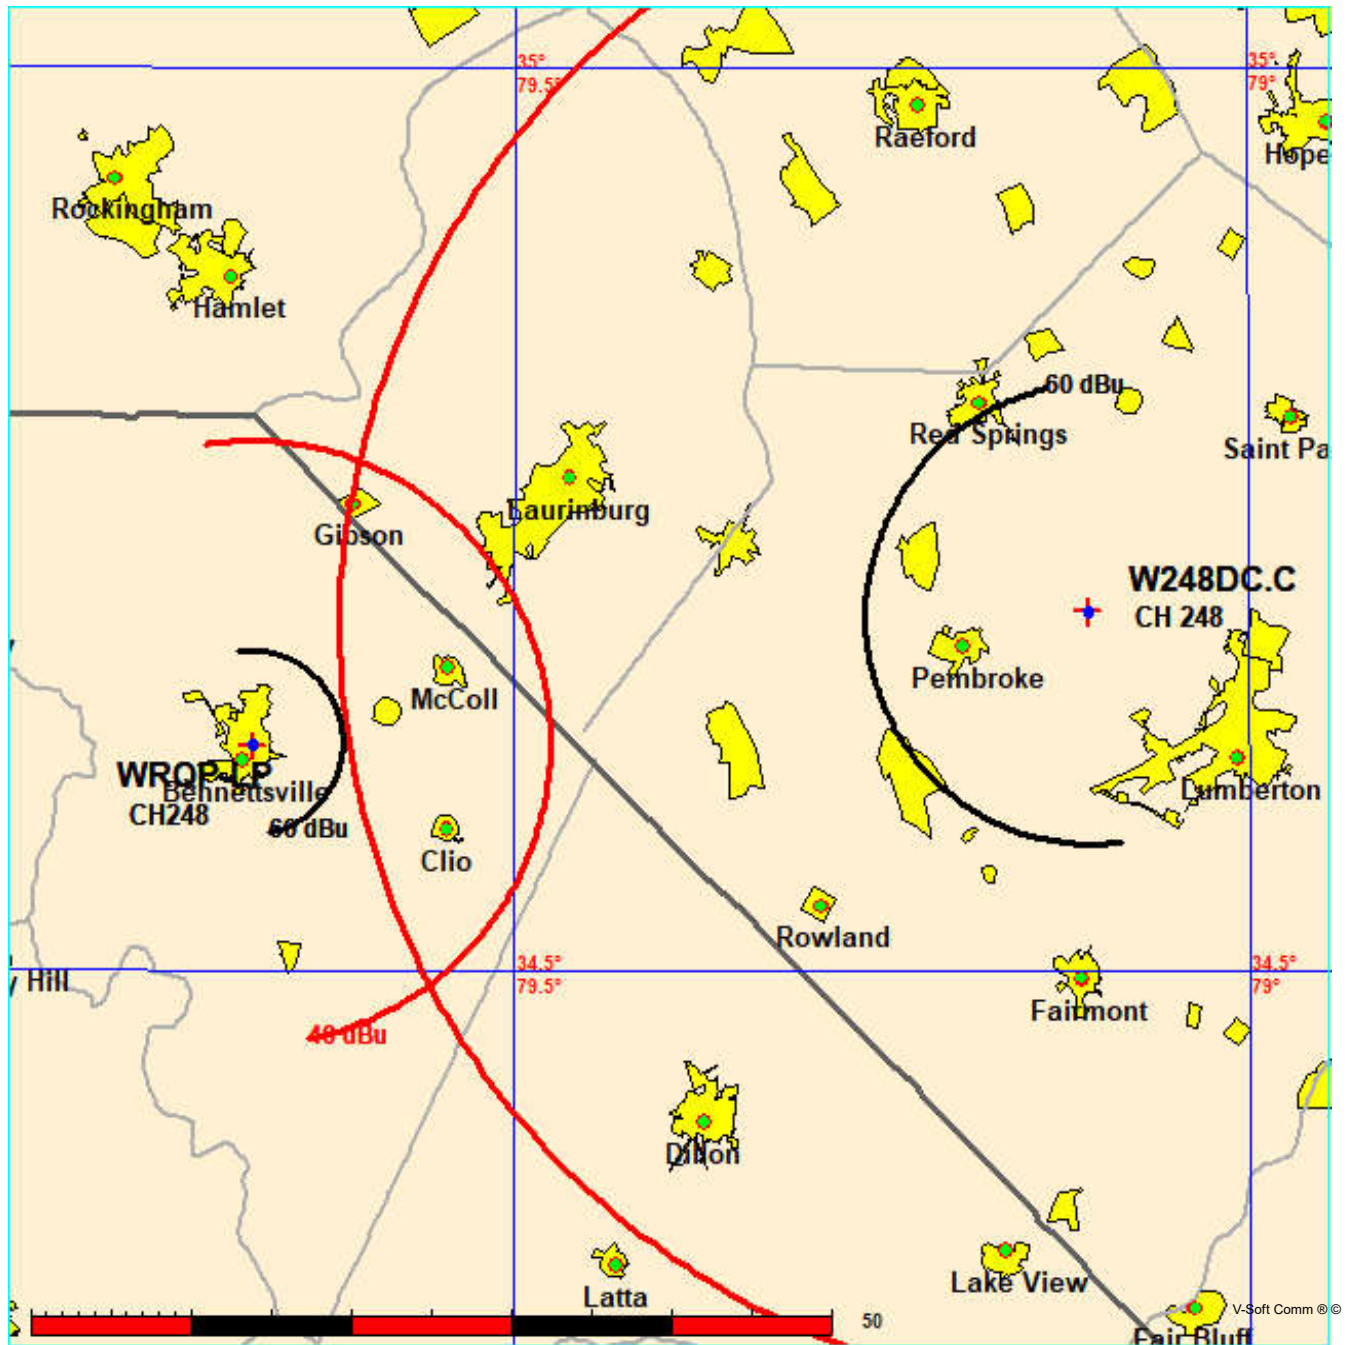 35°
79.5°
35°
79°
Raeford
Hope
Rockingham
Hamlet
60 dBu
Red Springs
Saint Pa
Laurinburg
Gibson
W248DC.C
CH 248
Pembroke
McColl
WRQP-LP
Bennettsville
CH248
Lumberton
60 dBu
Clio
Rowland
34.5°
79.5°
34.5°
79°
y Hill
Fairmont
40 dBu
Dillon
Lake View
Latta
50
V-Soft Comm ® ©
Fair Bluff